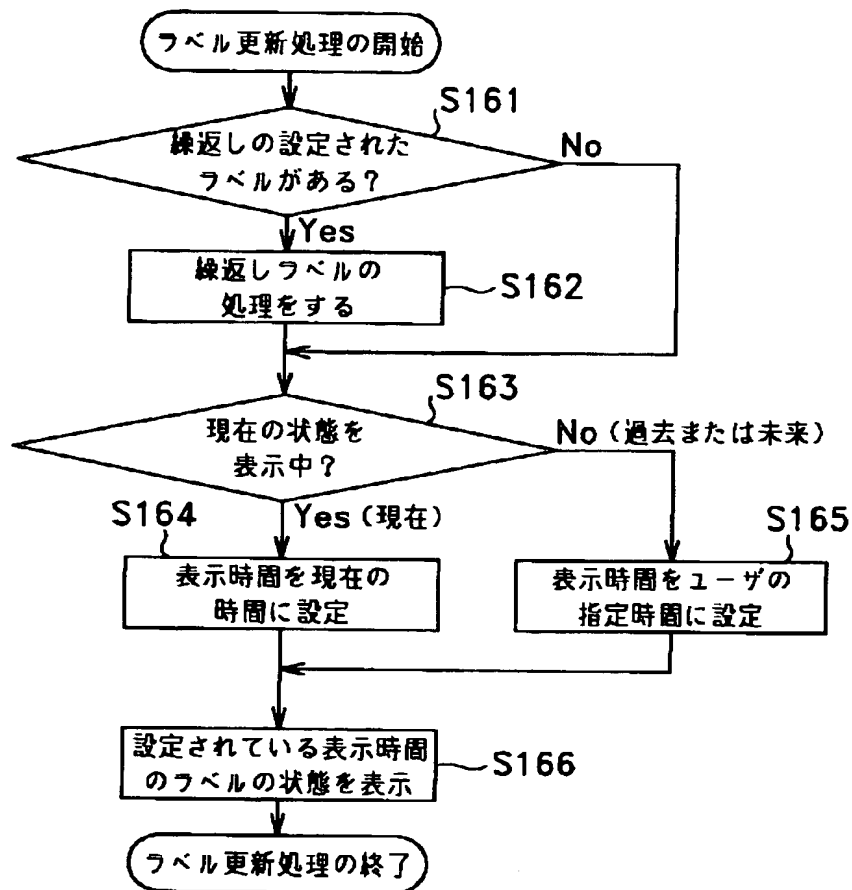 ラベル更新処理の開始
S161
繰返しの設定された
ラベルがある?
No
Yes
繰返しラベルの
処理をする
S162
S163
現在の状態を
表示中?
No(過去または未来)
S164
Yes(現在)
S165
表示時間を現在の
時間に設定
表示時間をユーザの
指定時間に設定
設定されている表示時間
のラベルの状態を表示
S166
ラベル更新処理の終了